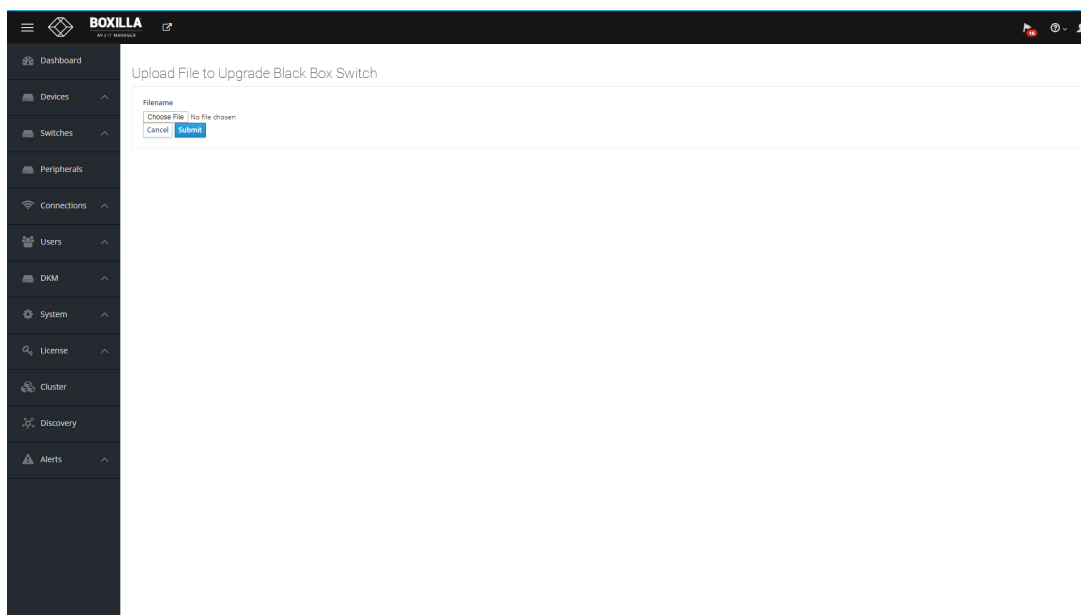 BOXILLA
AV | IT MANAGER
16
Dashboard
Upload File to Upgrade Black Box Switch
Devices
Filename
Choose File No file chosen
Cancel Submit
Switches
Peripherals
Connections
Users
DKM
System
License
Cluster
Discovery
Alerts